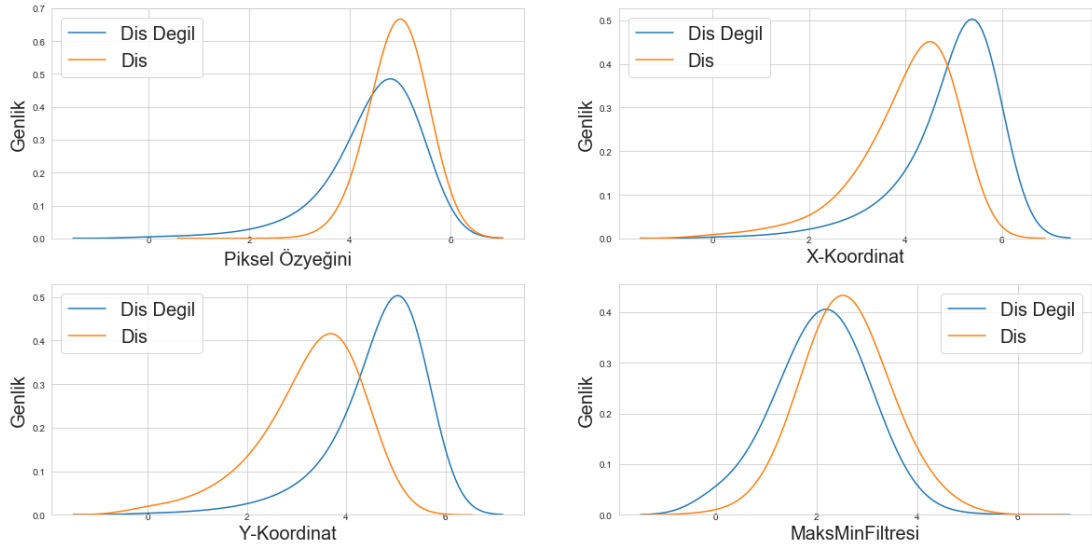 0.7
0.6
0.5
0.4
0.3
0.2
0.1
0.0
Genlik
Dis Degil
Dis
0 4 6
Piksel Özyeğini
0.5
0.4
0.3
0.2
0.1
0.0
Genlik
Dis Degil
Dis
0 4 6
X-Koordinat
0.5
0.4
0.3
0.2
0.1
0.0
Genlik
Dis Degil
Dis
0 2 4 6
Y-Koordinat
0.4
0.3
0.2
0.1
0.0
Genlik
Dis Degil
Dis
0 2 4 6
MaksMinFiltresi